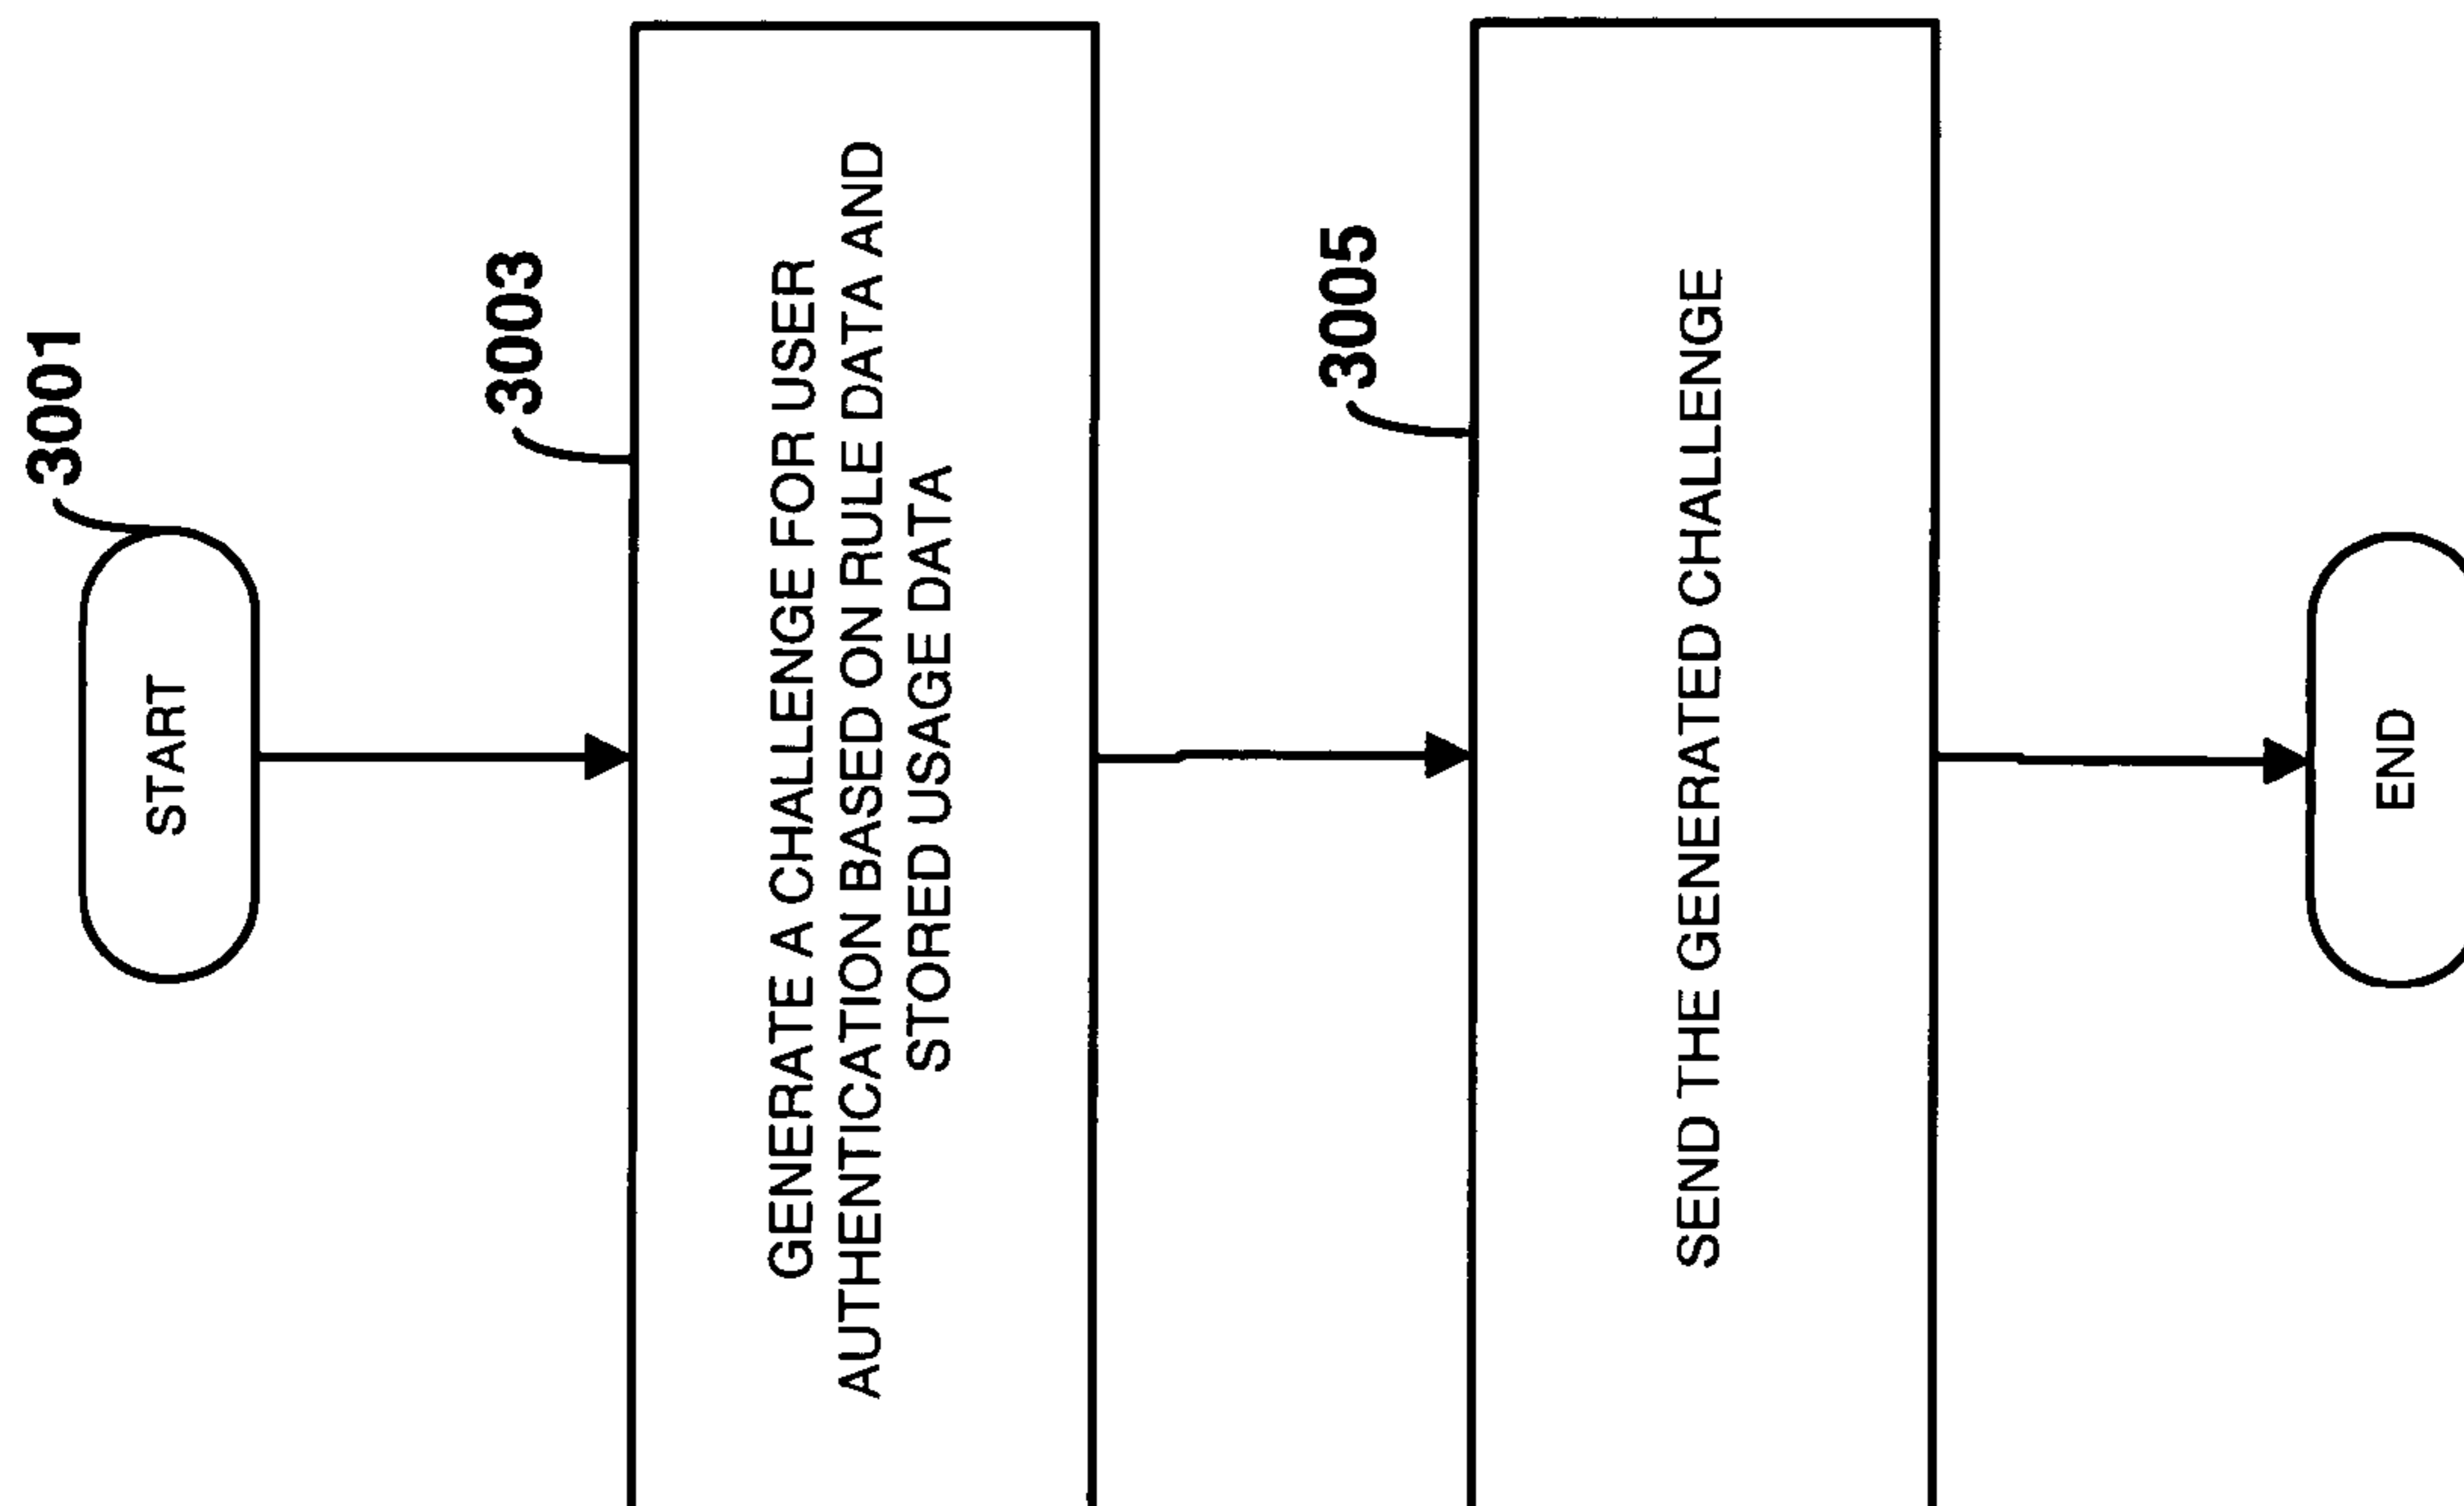 3001
START
3003
GENERATE A CHALLENGE FOR USER
AUTHENTICATION BASED ON RULE DATA AND
STORED USAGE DATA
3005
SEND THE GENERATED CHALLENGE
END